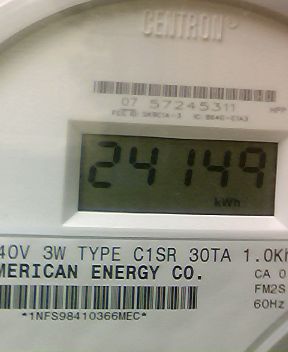 CENTRON
07 57245311
24149
kWh
40V 3W TYPE C1SR 30TA 1.0Kh
MERICAN ENERGY CO.
CA 0
FM2S
60Hz
*1NFS98410366MEC*